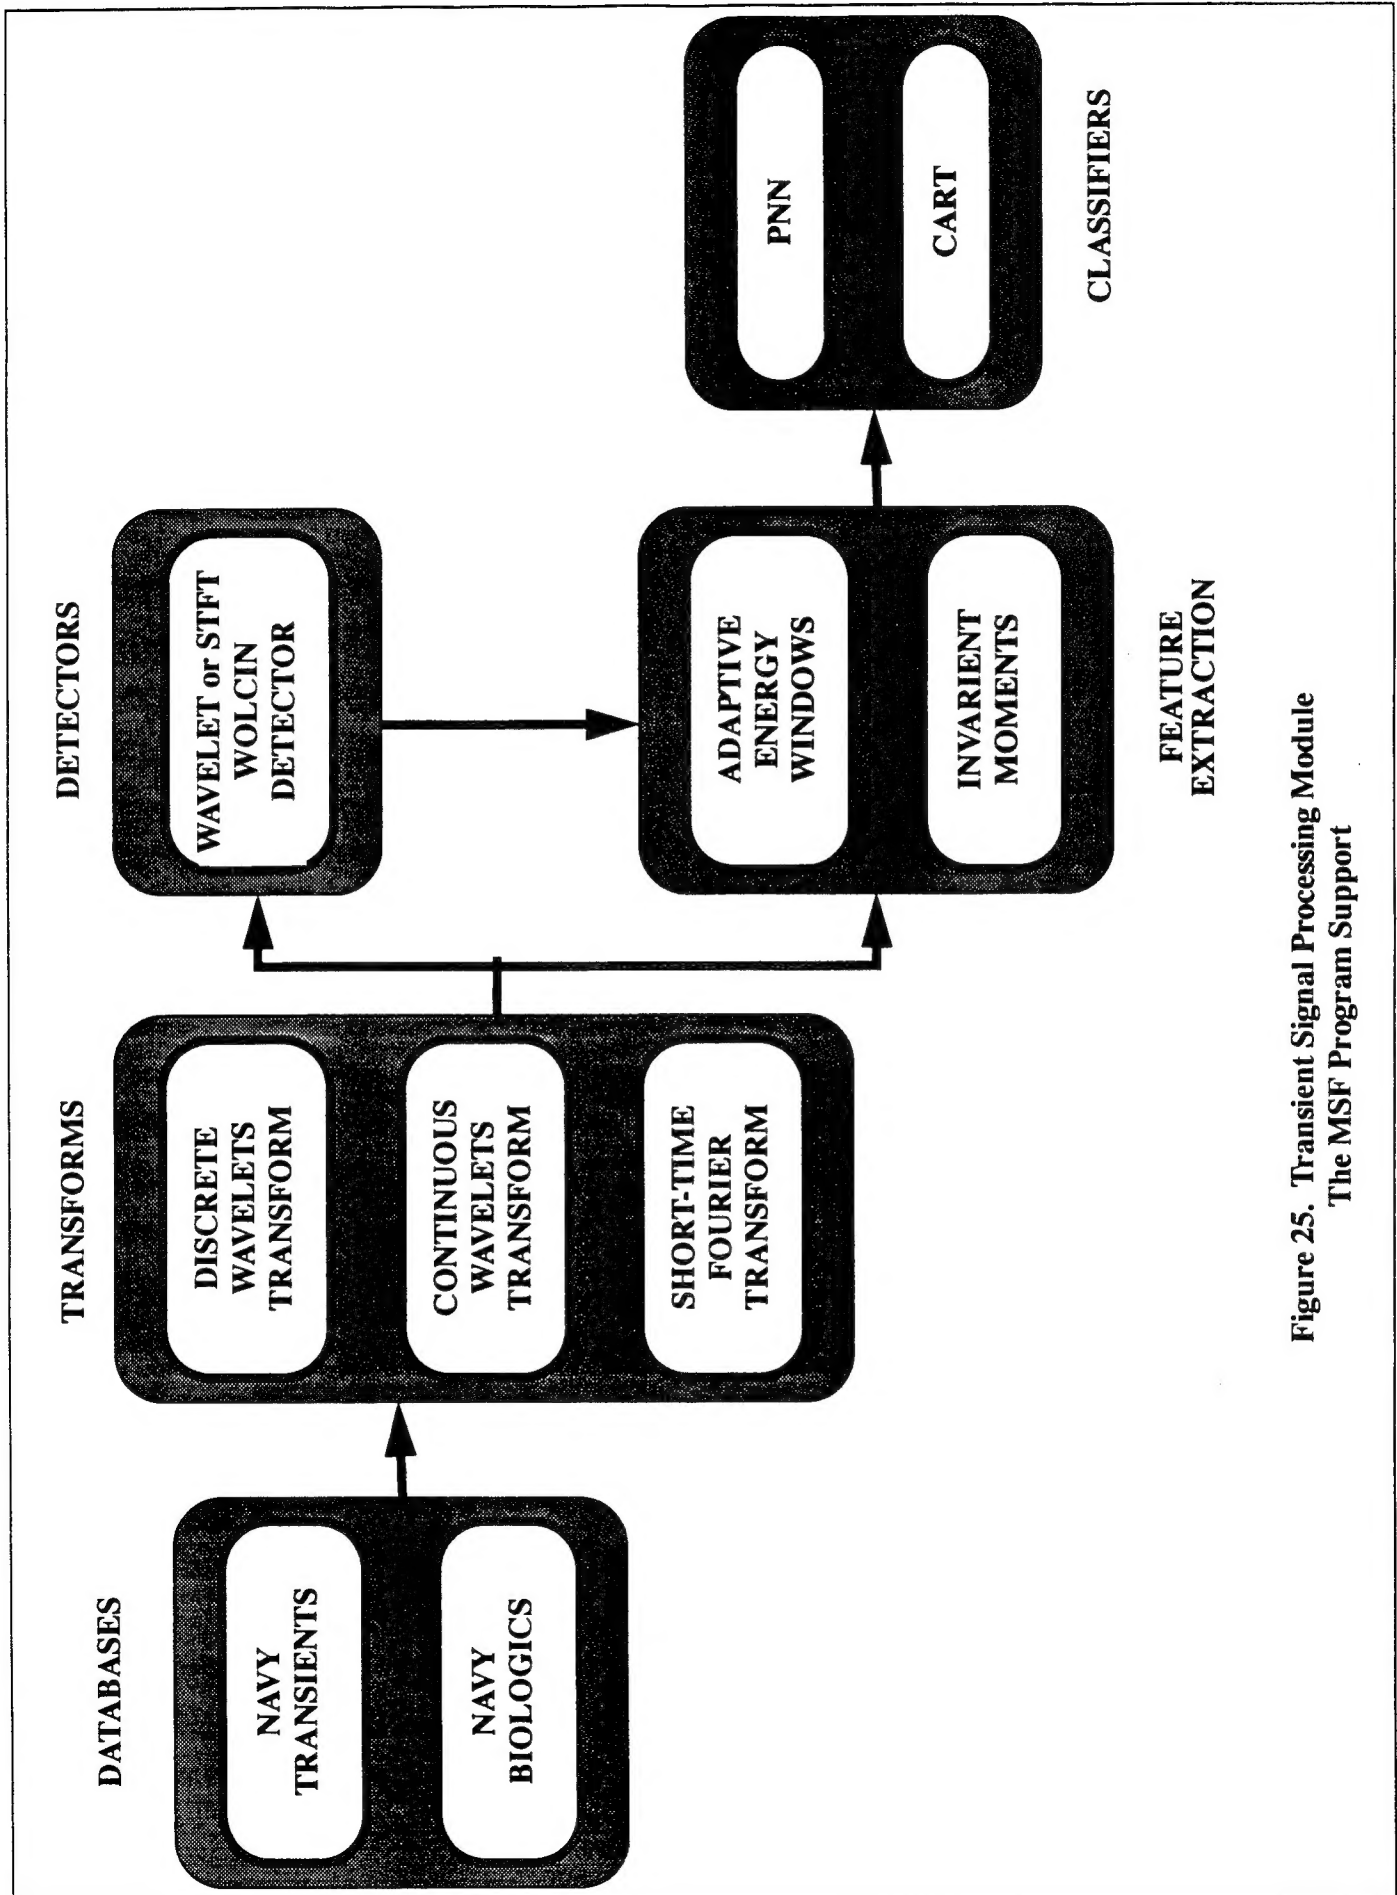 DATABASES
NAVY
TRANSIENTS
NAVY
BIOLOGICS
TRANSFORMS
DISCRETE
WAVELETS
TRANSFORM
CONTINUOUS
WAVELETS
TRANSFORM
SHORT-TIME
FOURIER
TRANSFORM
DETECTORS
WAVELET or STFT
WOLCIN
DETECTOR
ADAPTIVE
ENERGY
WINDOWS
INVARIENT
MOMENTS
FEATURE
EXTRACTION
PNN
CART
CLASSIFIERS
Figure 25. Transient Signal Processing Module
The MSF Program Support